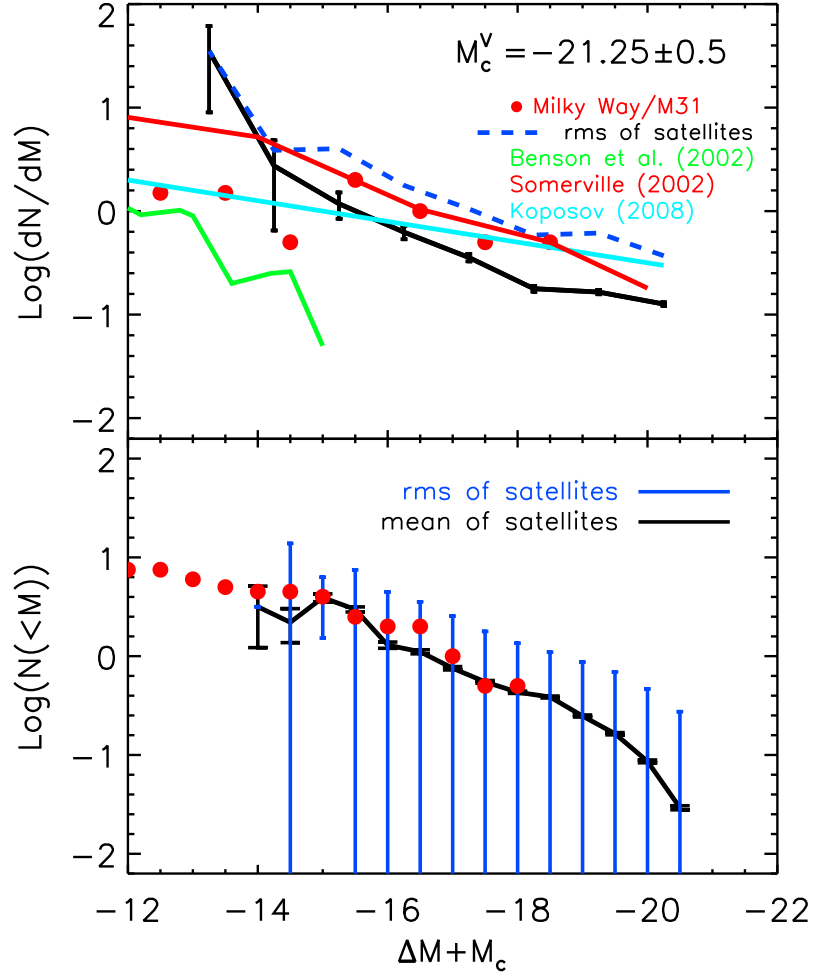 2
M_c^V = −21.25±0.5
Milky Way/M31
1
rms of satellites
Benson et al. (2002)
Somerville (2002)
Koposov (2008)
0
Log(dN/dM)
−1
−2
2
rms of satellites
mean of satellites
1
0
Log(N(<M))
−1
−2
−12 −14 −16 −18 −20 −22
ΔM+M_c